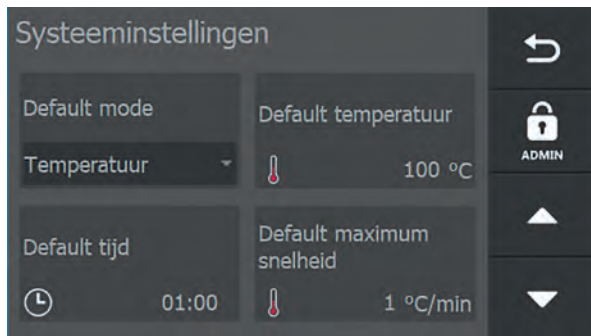 Systeeminstellingen
Default mode
Temperatuur
Default temperatuur
100 °C
Default tijd
01:00
Default maximum
snelheid
1 °C/min
ADMIN